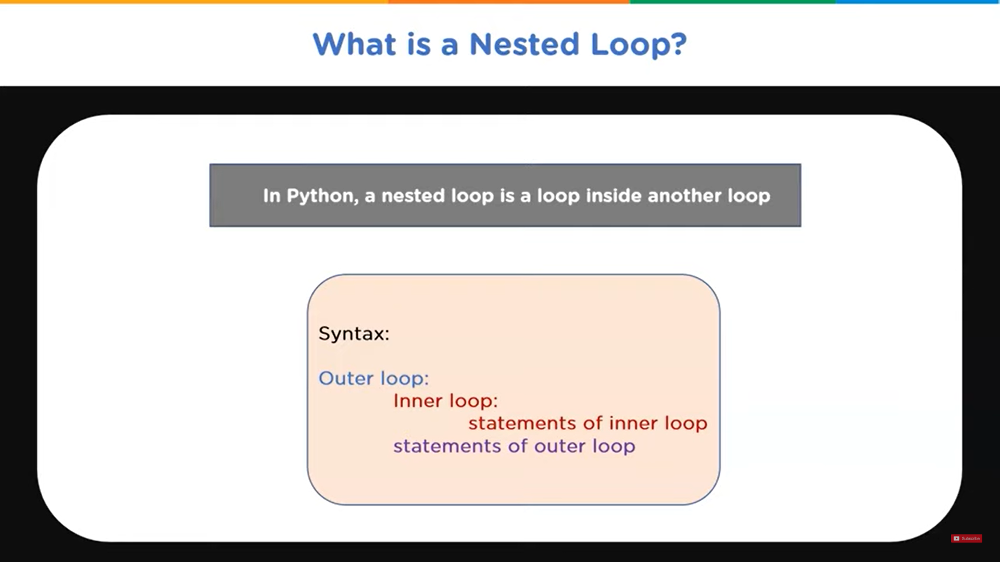 What is a Nested Loop?
In Python, a nested loop is a loop inside another loop
Syntax:
Outer loop:
Inner loop:
statements of inner loop
statements of outer loop
Subscribe